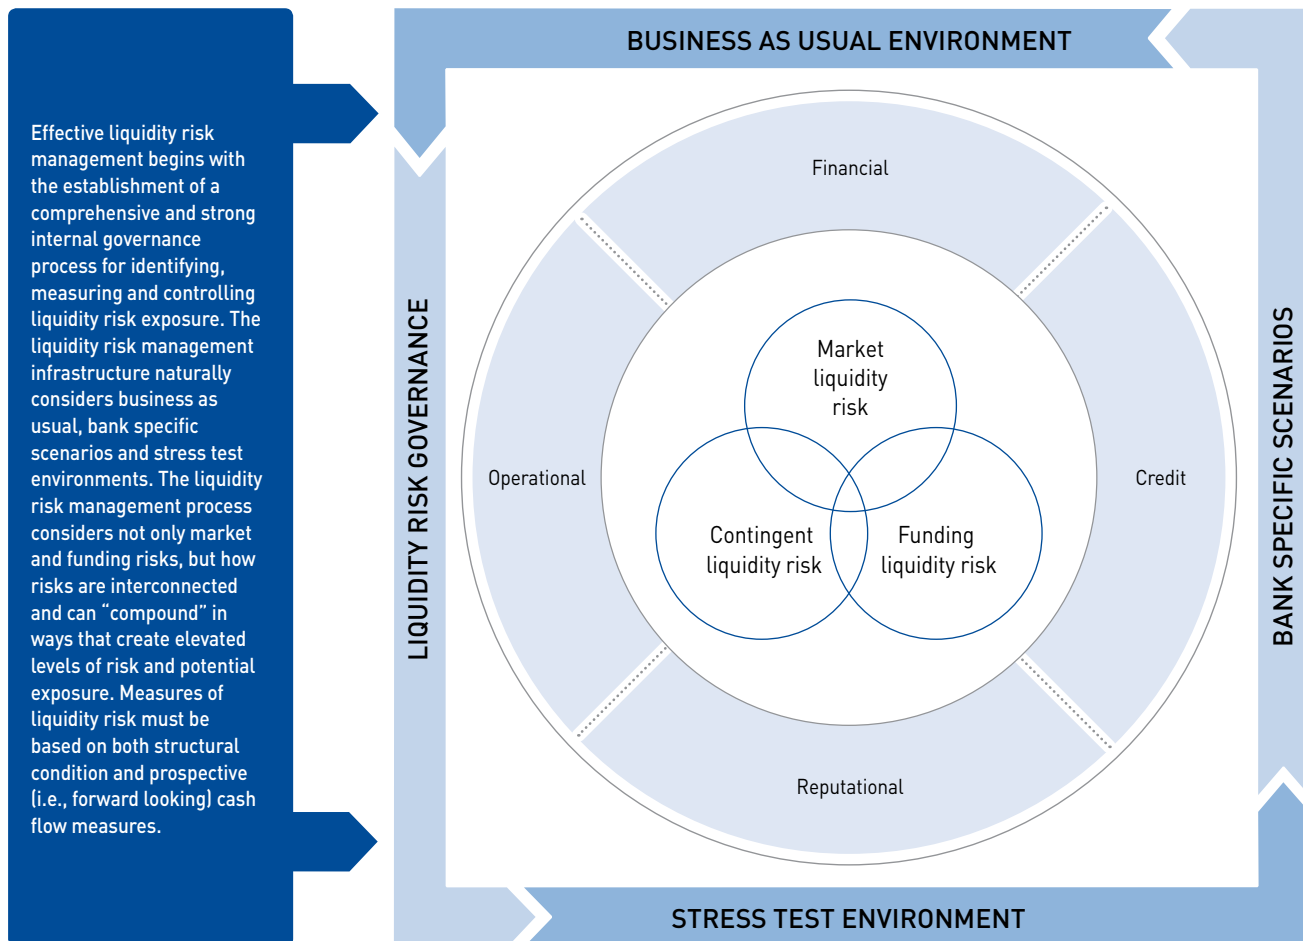 Effective liquidity risk
management begins with
the establishment of a
comprehensive and strong
internal governance
process for identifying,
measuring and controlling
liquidity risk exposure. The
liquidity risk management
infrastructure naturally
considers business as
usual, bank specific
scenarios and stress test
environments. The liquidity
risk management process
considers not only market
and funding risks, but how
risks are interconnected
and can “compound” in
ways that create elevated
levels of risk and potential
exposure. Measures of
liquidity risk must be
based on both structural
condition and prospective
(i.e., forward looking) cash
flow measures.
BUSINESS AS USUAL ENVIRONMENT
LIQUIDITY RISK GOVERNANCE
Financial
Market
liquidity
risk
Operational
Credit
Contingent
liquidity risk
Funding
liquidity risk
Reputational
BANK SPECIFIC SCENARIOS
STRESS TEST ENVIRONMENT